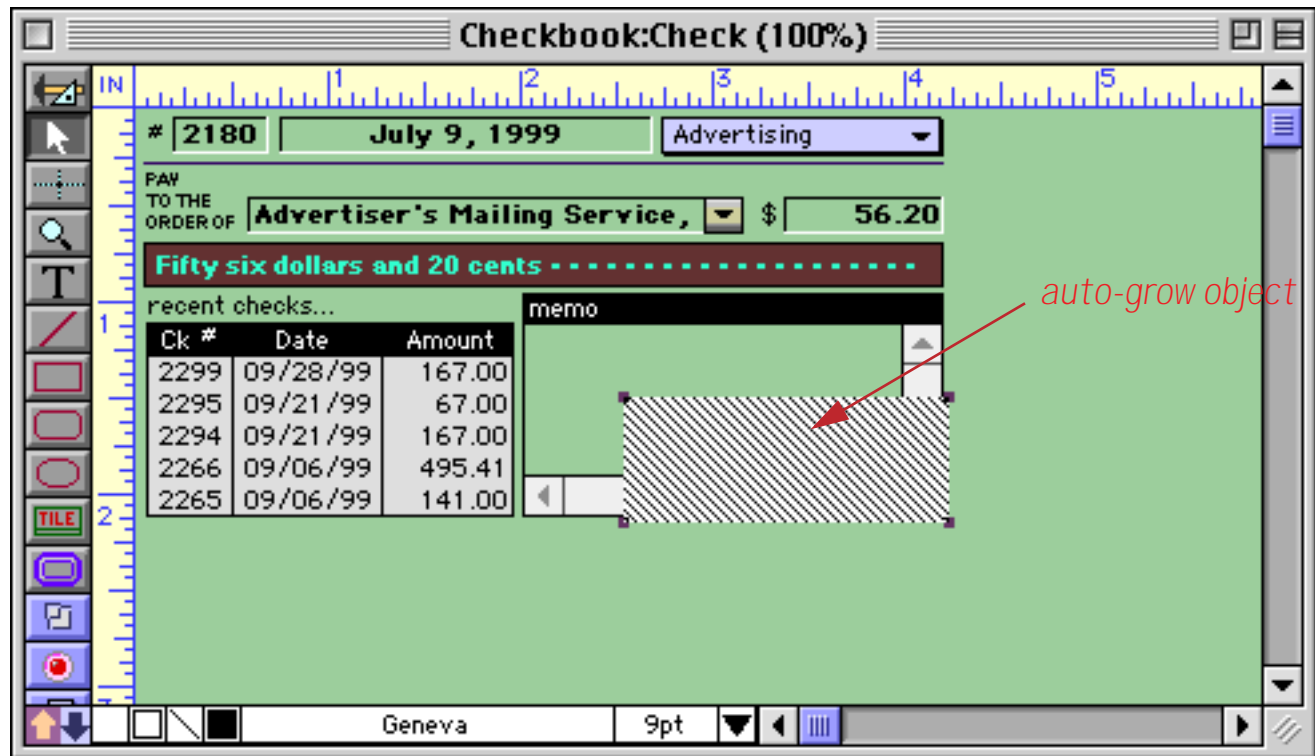 Checkbook:Check (100%)
IN 1 2 3 4 5
# 2180 July 9, 1999 Advertising
PAY
TO THE
ORDER OF Advertiser's Mailing Service, $ 56.20
Fifty six dollars and 20 cents - - - - - - - - - - - - - - - - - - - - -
auto-grow object
recent checks... memo
1
Ck # Date Amount
2299 09/28/99 167.00
2295 09/21/99 67.00
2294 09/21/99 167.00
2266 09/06/99 495.41
2265 09/06/99 141.00
T
TILE 2
Geneva 9pt